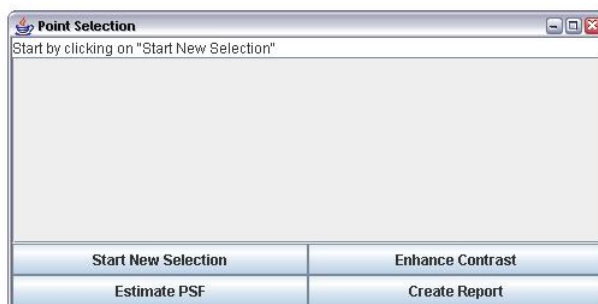 Point Selection
Start by clicking on "Start New Selection"
Start New Selection
Enhance Contrast
Estimate PSF
Create Report